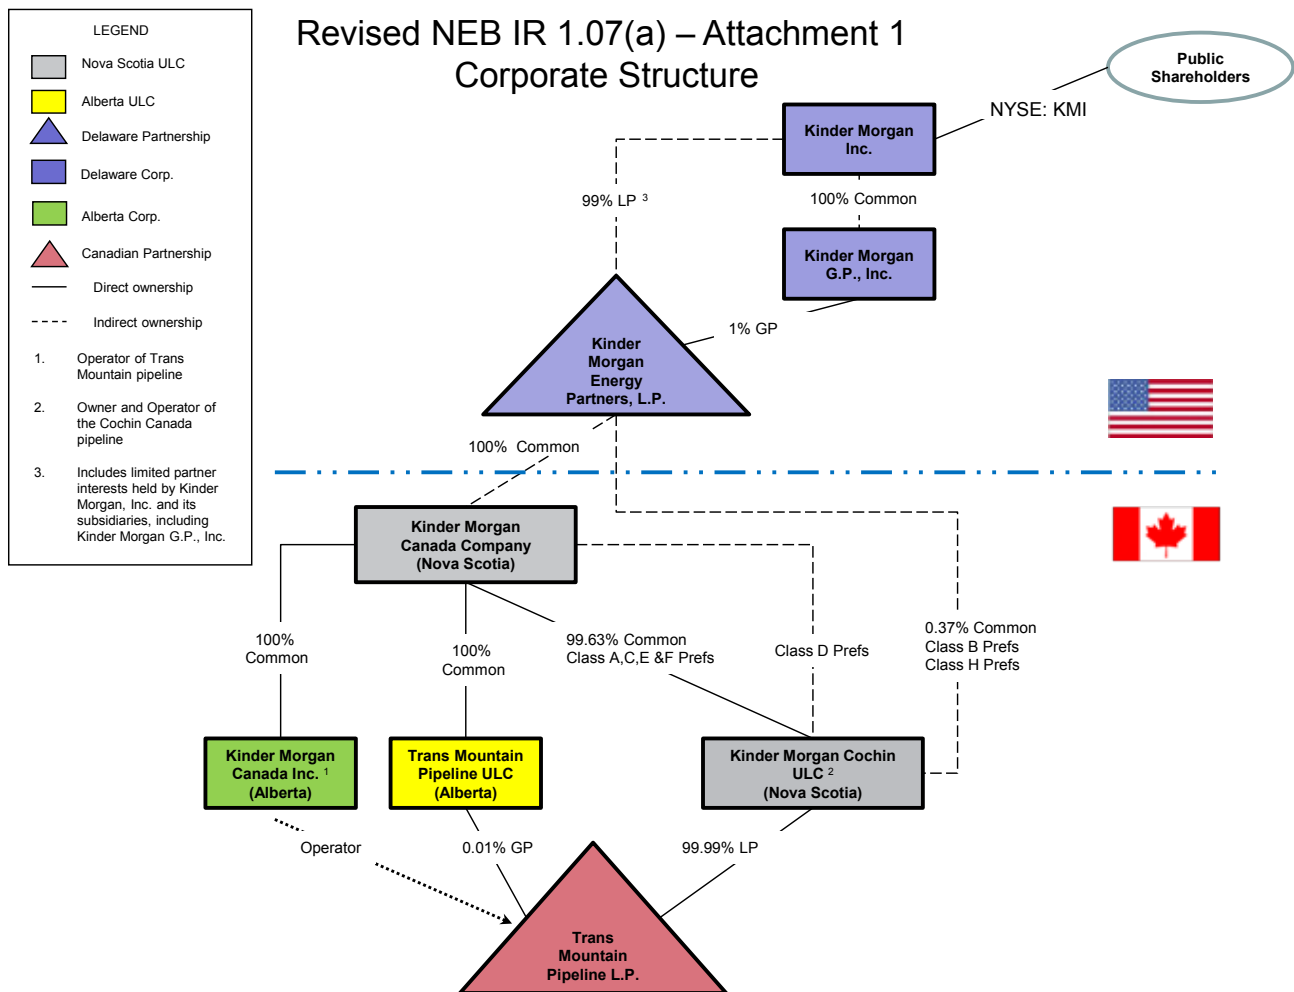 Revised NEB IR 1.07(a) – Attachment 1
Corporate Structure
LEGEND
Nova Scotia ULC
Alberta ULC
Delaware Partnership
Delaware Corp.
Alberta Corp.
Canadian Partnership
Direct ownership
Indirect ownership
1. Operator of Trans
Mountain pipeline
2. Owner and Operator of
the Cochin Canada
pipeline
3. Includes limited partner
interests held by Kinder
Morgan, Inc. and its
subsidiaries, including
Kinder Morgan G.P., Inc.
Public
Shareholders
NYSE: KMI
Kinder Morgan
Inc.
99% LP ³
100% Common
Kinder Morgan
G.P., Inc.
1% GP
Kinder
Morgan
Energy
Partners, L.P.
100% Common
Kinder Morgan
Canada Company
(Nova Scotia)
100%
Common
100%
Common
99.63% Common
Class A,C,E &F Prefs
Class D Prefs
0.37% Common
Class B Prefs
Class H Prefs
Kinder Morgan
Canada Inc. ¹
(Alberta)
Trans Mountain
Pipeline ULC
(Alberta)
Kinder Morgan Cochin
ULC ²
(Nova Scotia)
Operator
0.01% GP
99.99% LP
Trans
Mountain
Pipeline L.P.